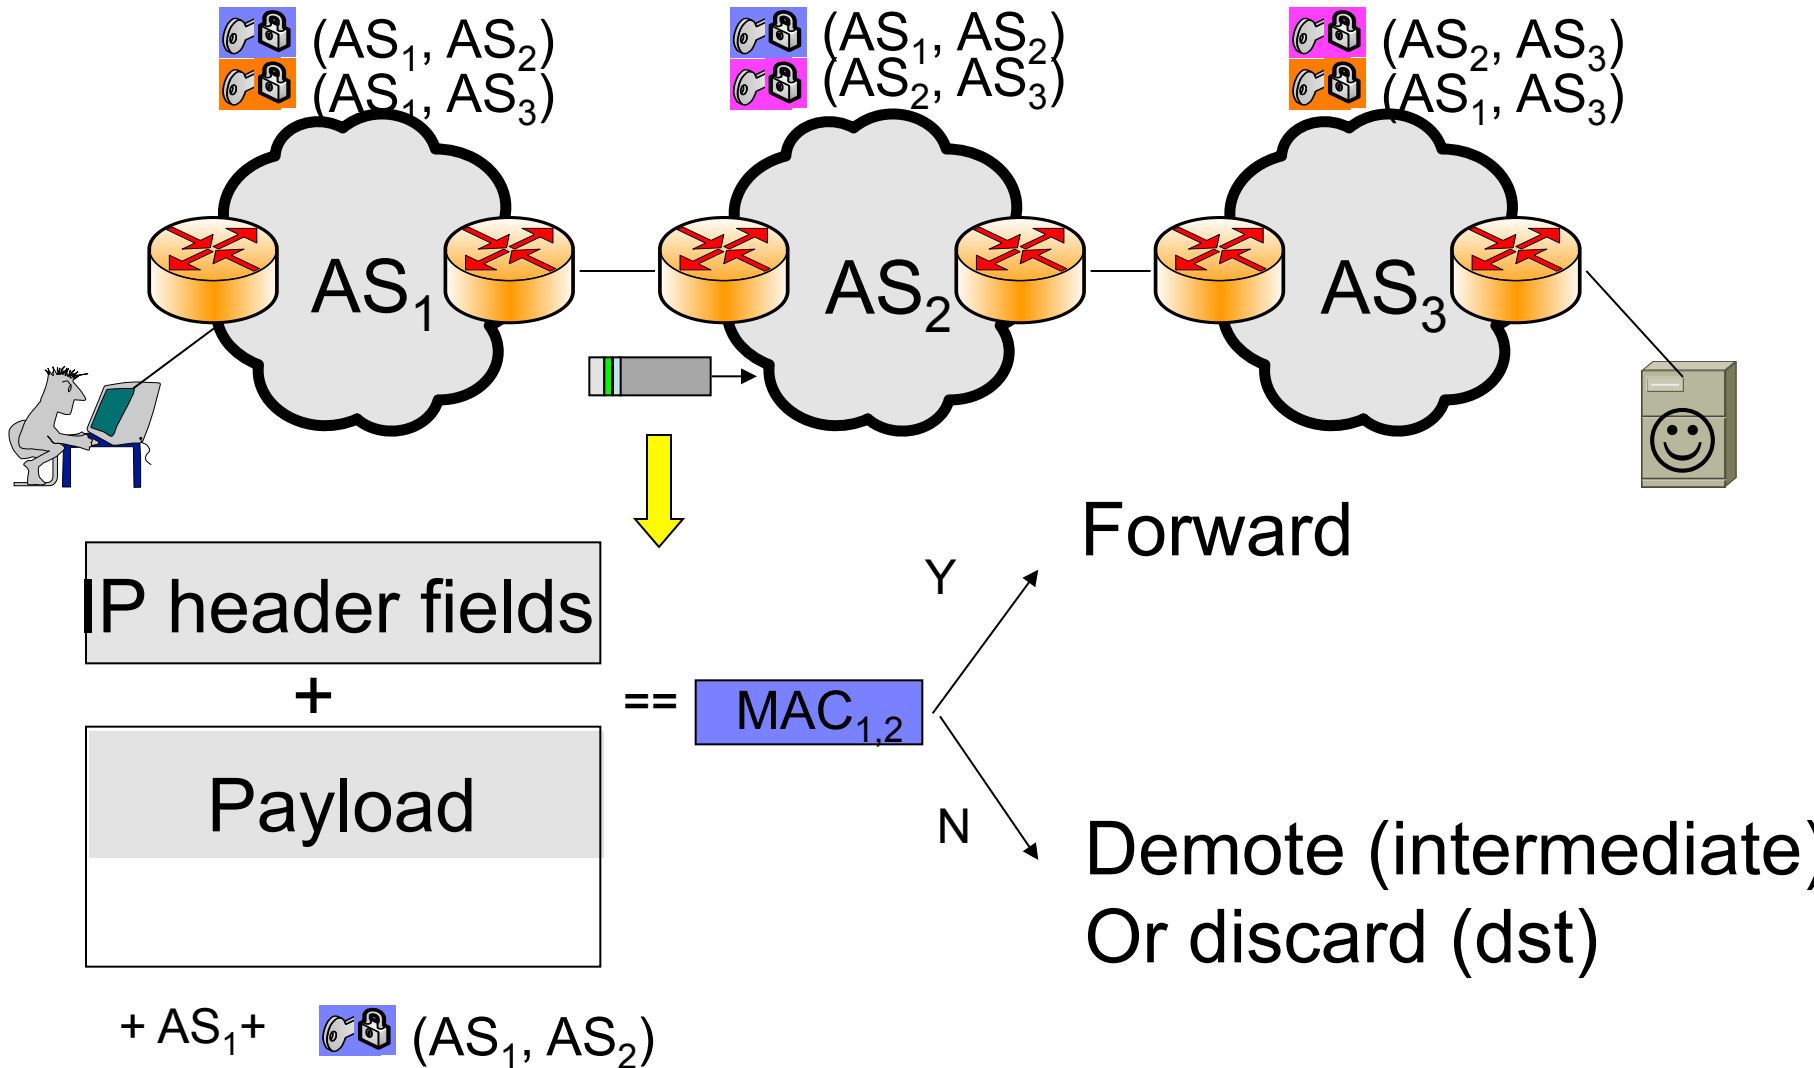 (AS₁, AS₂)
(AS₁, AS₃)
(AS₁, AS₂)
(AS₂, AS₃)
(AS₂, AS₃)
(AS₁, AS₃)
AS₁
AS₂
AS₃
Forward
IP header fields
Y
+
==
MAC₁,₂
Payload
N
Demote (intermediate)
Or discard (dst)
+ AS₁+
(AS₁, AS₂)